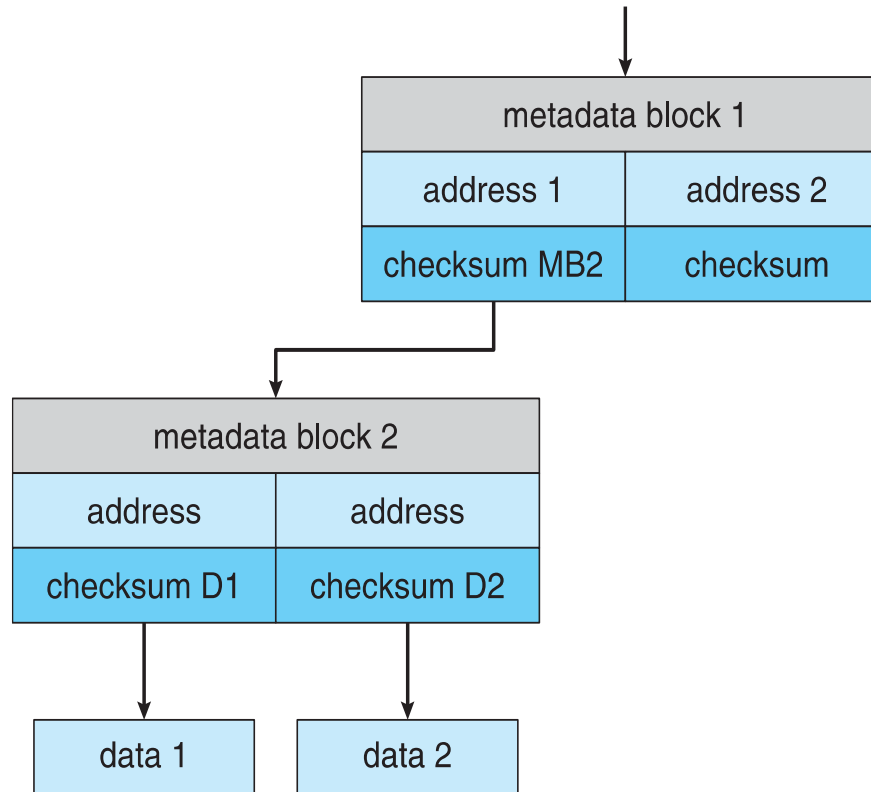 metadata block 1
address 1 address 2
checksum MB2 checksum
metadata block 2
address address
checksum D1 checksum D2
data 1 data 2